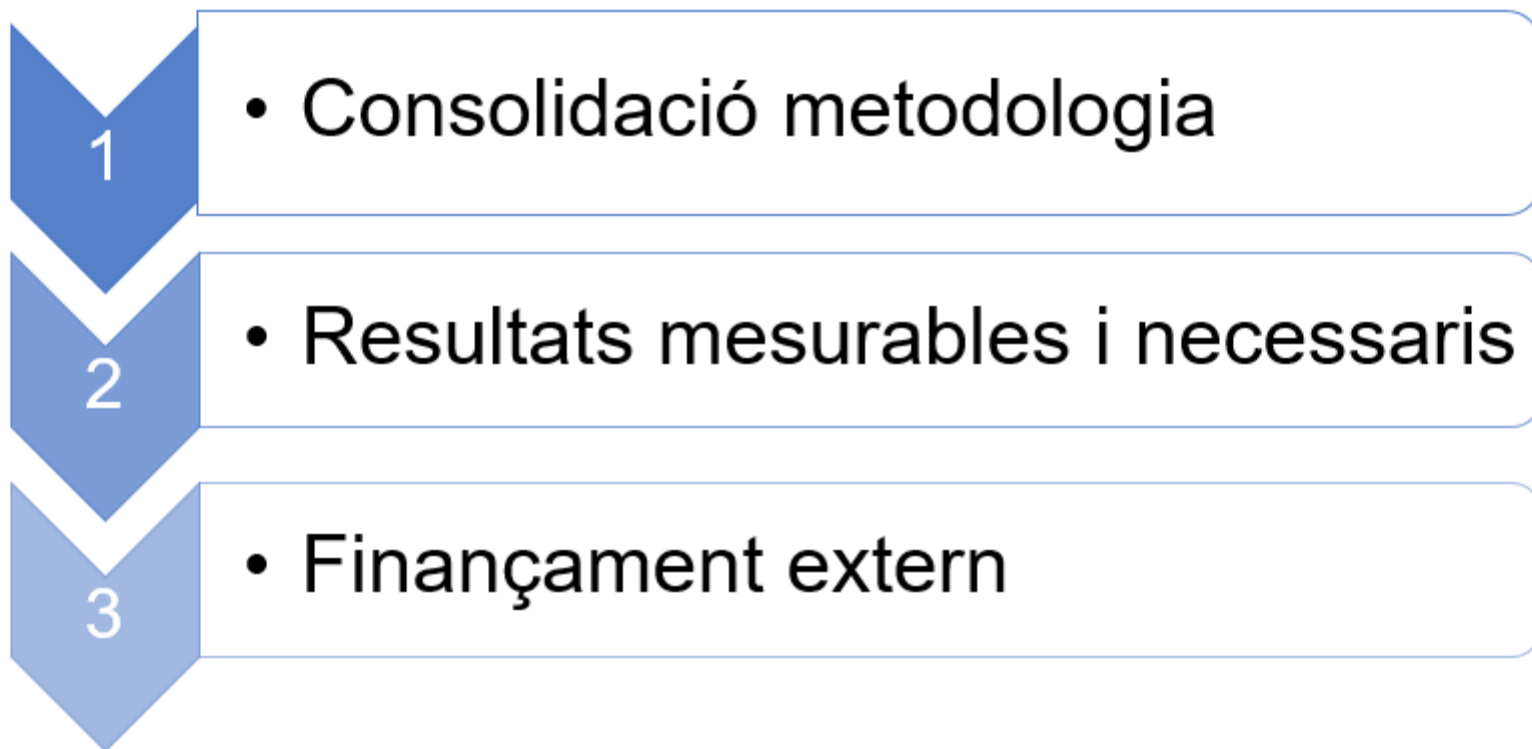 1
• Consolidació metodologia
2
• Resultats mesurables i necessaris
3
• Finançament extern